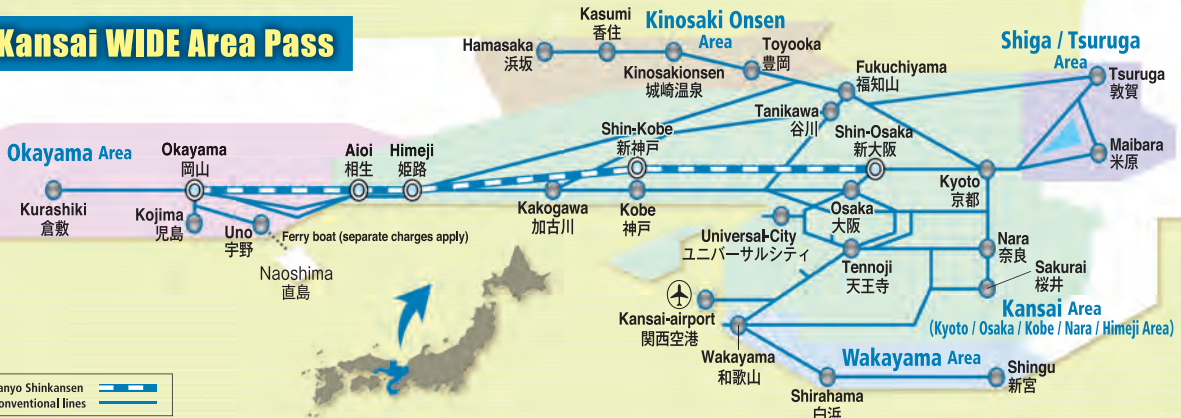 Kansai WIDE Area Pass
Kasumi
香住
Kinosaki Onsen
Area
Hamasaka
浜坂
Toyooka
豊岡
Kinosakionsen
城崎温泉
Shiga / Tsuruga
Area
Fukuchiyama
福知山
Tsuruga
敦賀
Tanikawa
谷川
Shin-Kobe
新神戸
Shin-Osaka
新大阪
Maibara
米原
Okayama Area
Okayama
岡山
Aioi
相生
Himeji
姫路
Kyoto
京都
Kurashiki
倉敷
Kojima
児島
Uno
宇野
Kakogawa
加古川
Kobe
神戸
Osaka
大阪
Ferry boat (separate charges apply)
Naoshima
直島
Universal-City
ユニバーサルシティ
Tennoji
天王寺
Nara
奈良
Sakurai
桜井
Kansai-airport
関西空港
Kansai Area
(Kyoto / Osaka / Kobe / Nara / Himeji Area)
Wakayama
和歌山
Wakayama Area
Shirahama
白浜
Shingu
新宮
anyo Shinkansen
onventional lines